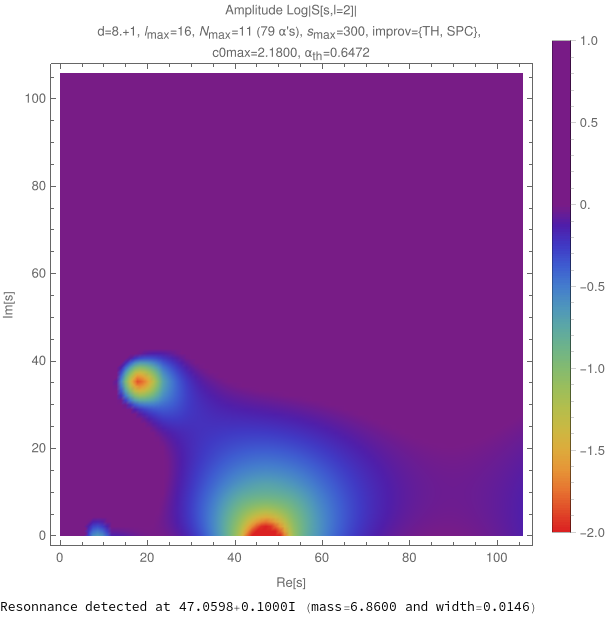 Amplitude Log|S[s,l=2]|
d=8.+1, lmax=16, Nmax=11 (79 α's), smax=300, improv={TH, SPC},
c0max=2.1800, αth=0.6472
1.0
0.5
0.
−0.5
−1.0
−1.5
−2.0
100
80
60
40
20
0
Im[s]
0 20 40 60 80 100
Re[s]
Resonnance detected at 47.0598+0.1000I (mass=6.8600 and width=0.0146)